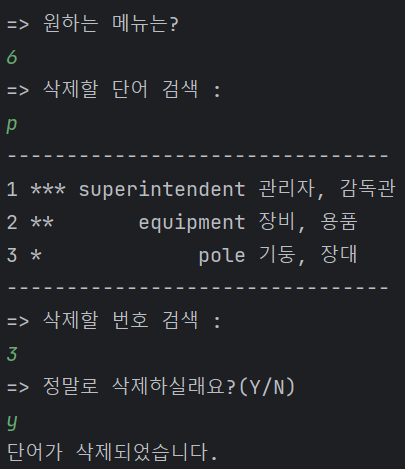 => 원하는 메뉴는?
6
=> 삭제할 단어 검색 :
p
--------------------------------
1 *** superintendent 관리자, 감독관
2 **       equipment 장비, 용품
3 *             pole 기둥, 장대
--------------------------------
=> 삭제할 번호 검색 :
3
=> 정말로 삭제하실래요?(Y/N)
y
단어가 삭제되었습니다.